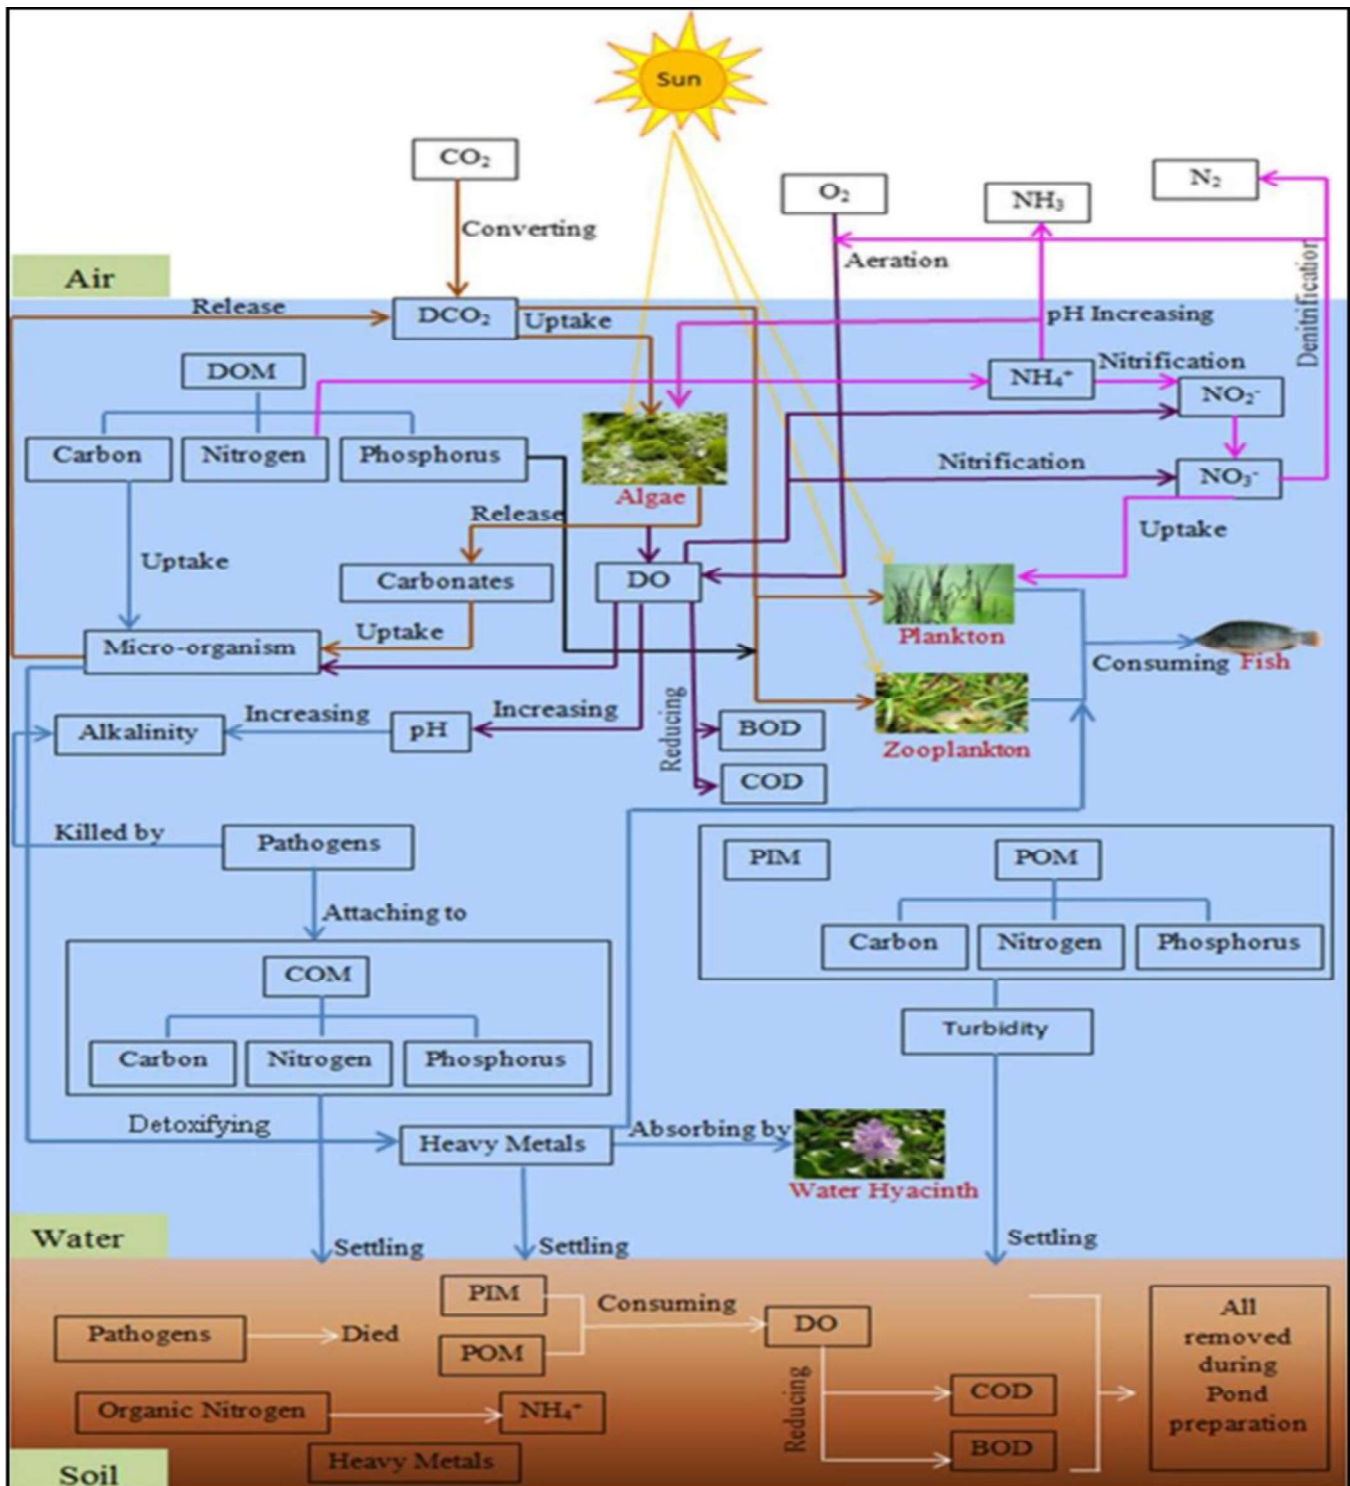 Sun
CO₂
O₂
NH₃
N₂
Converting
Aeration
Air
Release
DCO₂
Uptake
pH Increasing
Denitnification
DOM
NH₄⁺
Nitrification
NO₂⁻
Carbon
Nitrogen
Phosphorus
Nitrification
NO₃⁻
Algae
Release
Uptake
Uptake
Carbonates
DO
Plankton
Micro-organism
Uptake
Consuming
Fish
Alkalinity
Increasing
pH
Increasing
Reducing
BOD
Zooplankton
COD
Killed by
Pathogens
PIM
POM
Attaching to
Carbon
Nitrogen
Phosphorus
COM
Turbidity
Carbon
Nitrogen
Phosphorus
Detoxifying
Heavy Metals
Absorbing by
Water Hyacinth
Water
Settling
Settling
Settling
PIM
Consuming
Pathogens
Died
POM
DO
All
removed
during
Pond
preparation
Reducing
COD
Organic Nitrogen
NH₄⁺
BOD
Heavy Metals
Soil